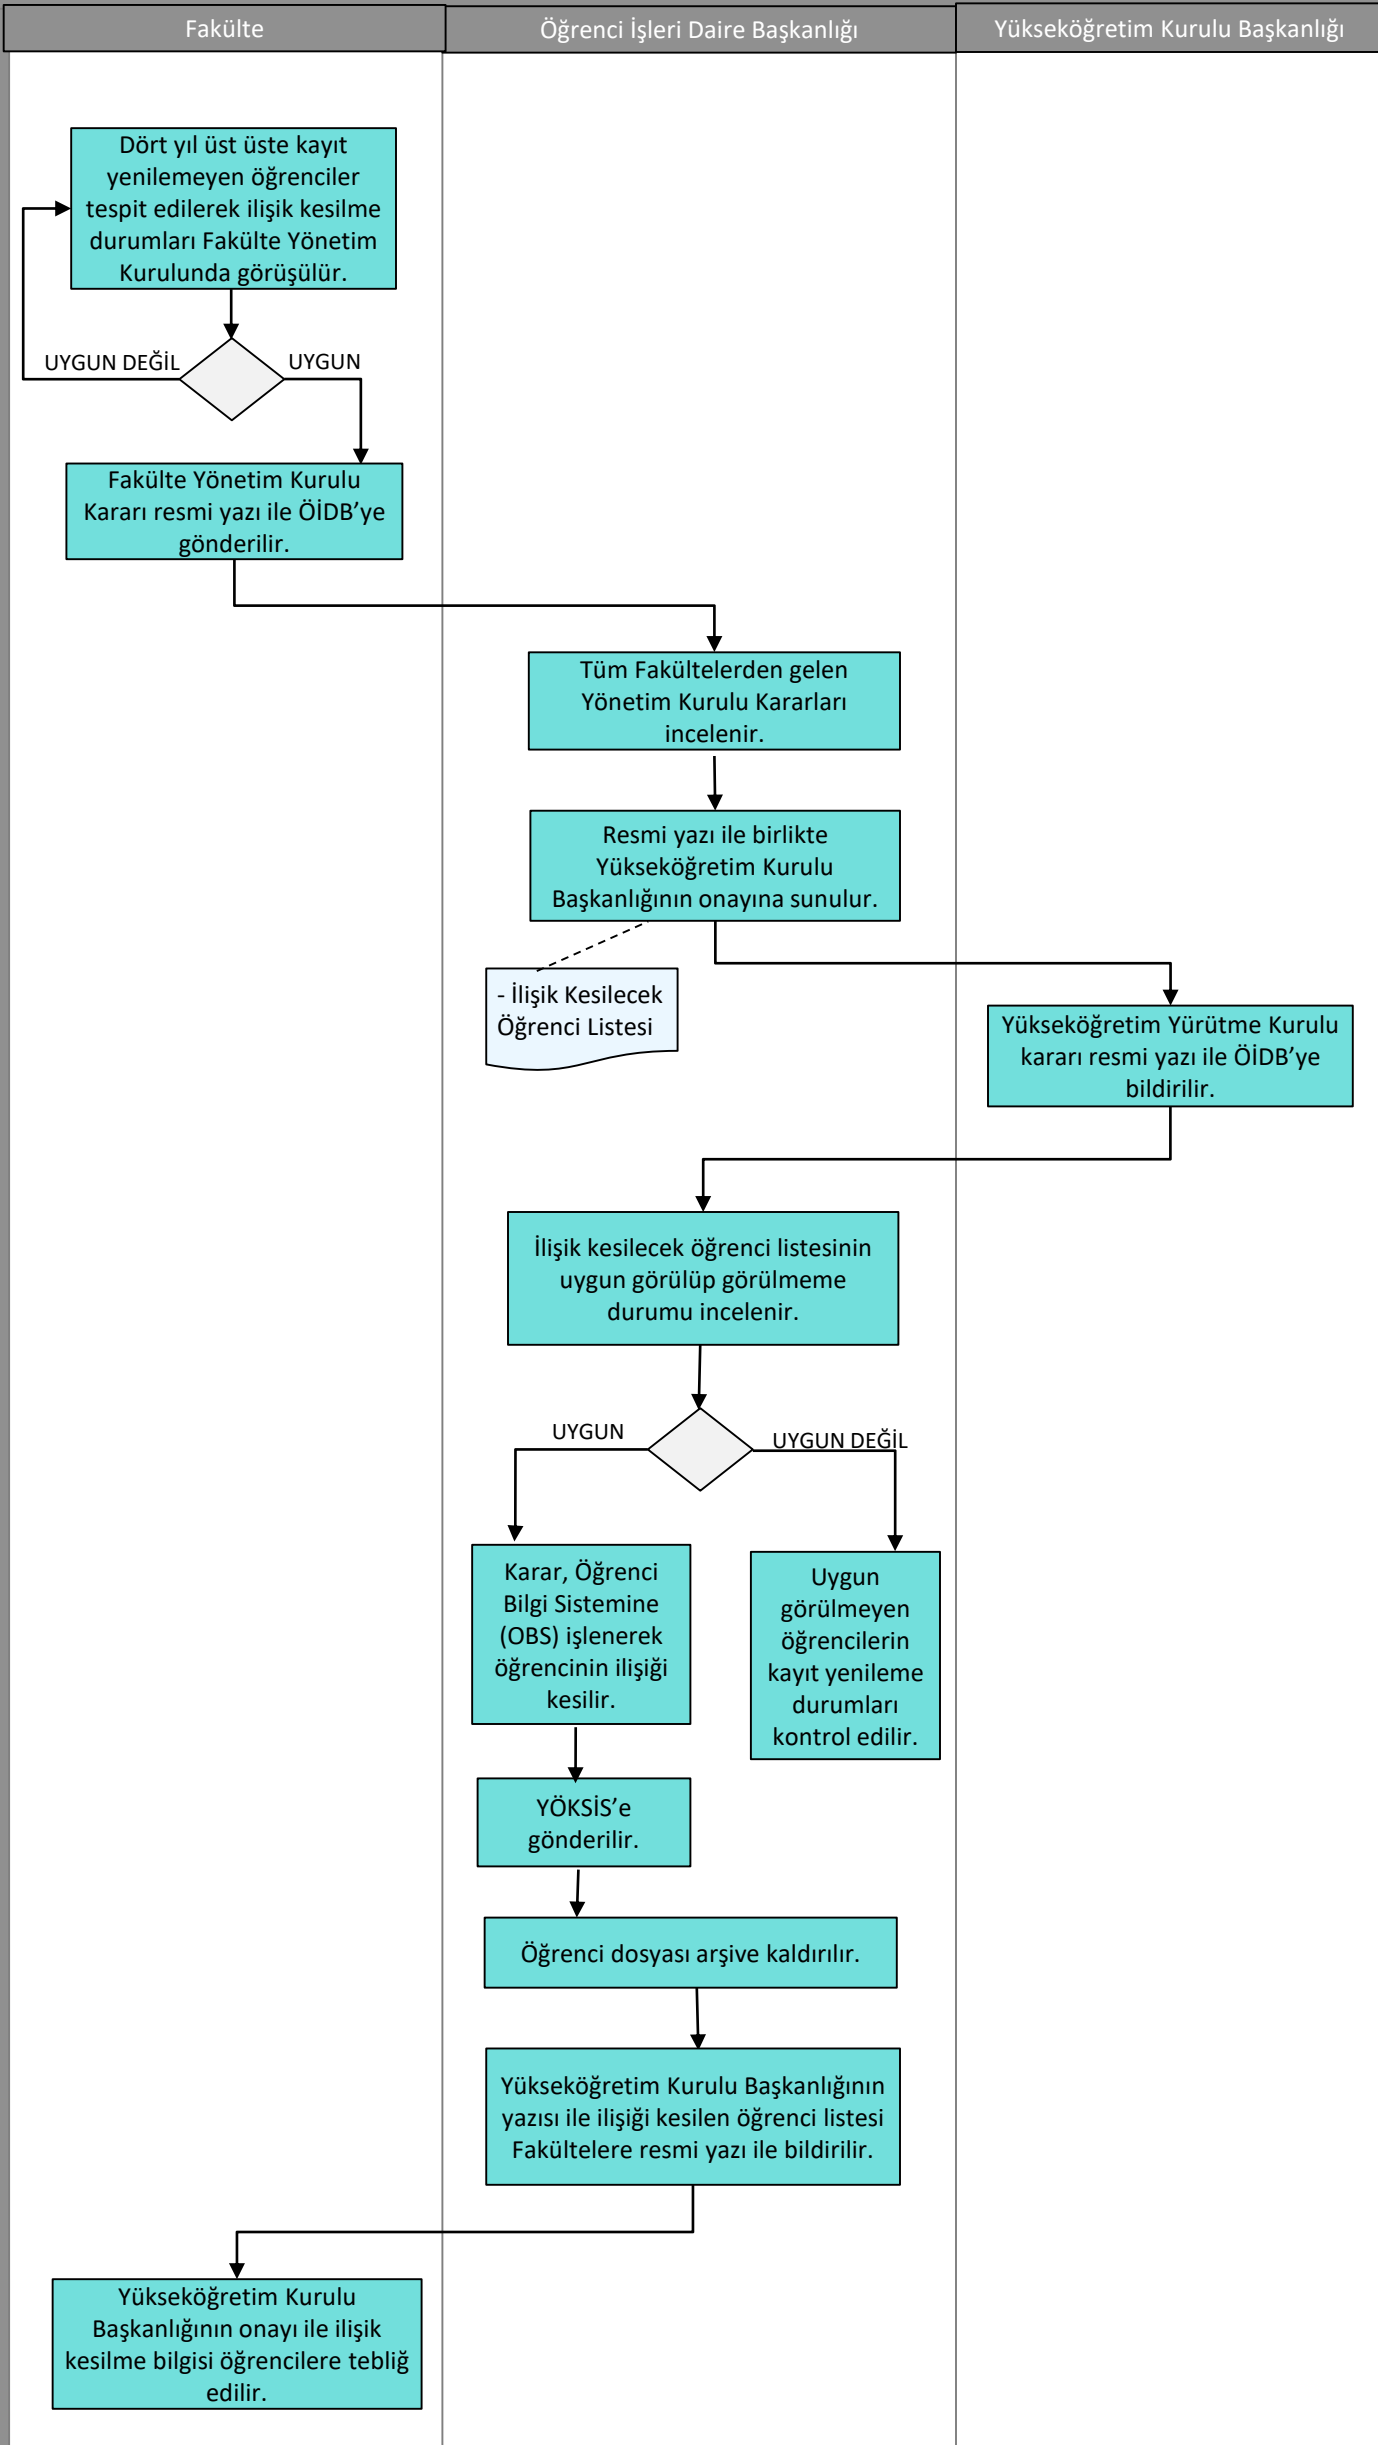 Fakülte
Öğrenci İşleri Daire Başkanlığı
Yükseköğretim Kurulu Başkanlığı
Dört yıl üst üste kayıt
yenilemeyen öğrenciler
tespit edilerek ilişik kesilme
durumları Fakülte Yönetim
Kurulunda görüşülür.
UYGUN DEĞİL
UYGUN
Fakülte Yönetim Kurulu
Kararı resmi yazı ile ÖİDB’ye
gönderilir.
Tüm Fakültelerden gelen
Yönetim Kurulu Kararları
incelenir.
Resmi yazı ile birlikte
Yükseköğretim Kurulu
Başkanlığının onayına sunulur.
- İlişik Kesilecek
Öğrenci Listesi
Yükseköğretim Yürütme Kurulu
kararı resmi yazı ile ÖİDB’ye
bildirilir.
İlişik kesilecek öğrenci listesinin
uygun görülüp görülmeme
durumu incelenir.
UYGUN
UYGUN DEĞİL
Karar, Öğrenci
Bilgi Sistemine
(OBS) işlenerek
öğrencinin ilişiği
kesilir.
Uygun
görülmeyen
öğrencilerin
kayıt yenileme
durumları
kontrol edilir.
YÖKSİS’e
gönderilir.
Öğrenci dosyası arşive kaldırılır.
Yükseköğretim Kurulu Başkanlığının
yazısı ile ilişiği kesilen öğrenci listesi
Fakültelere resmi yazı ile bildirilir.
Yükseköğretim Kurulu
Başkanlığının onayı ile ilişik
kesilme bilgisi öğrencilere tebliğ
edilir.